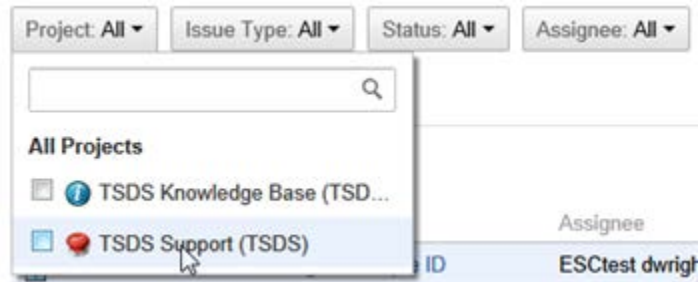 Project: All Issue Type: All Status: All Assignee: All
All Projects
TSDS Knowledge Base (TSD...
TSDS Support (TSDS)
Assignee
ID ESCtest dwrigh